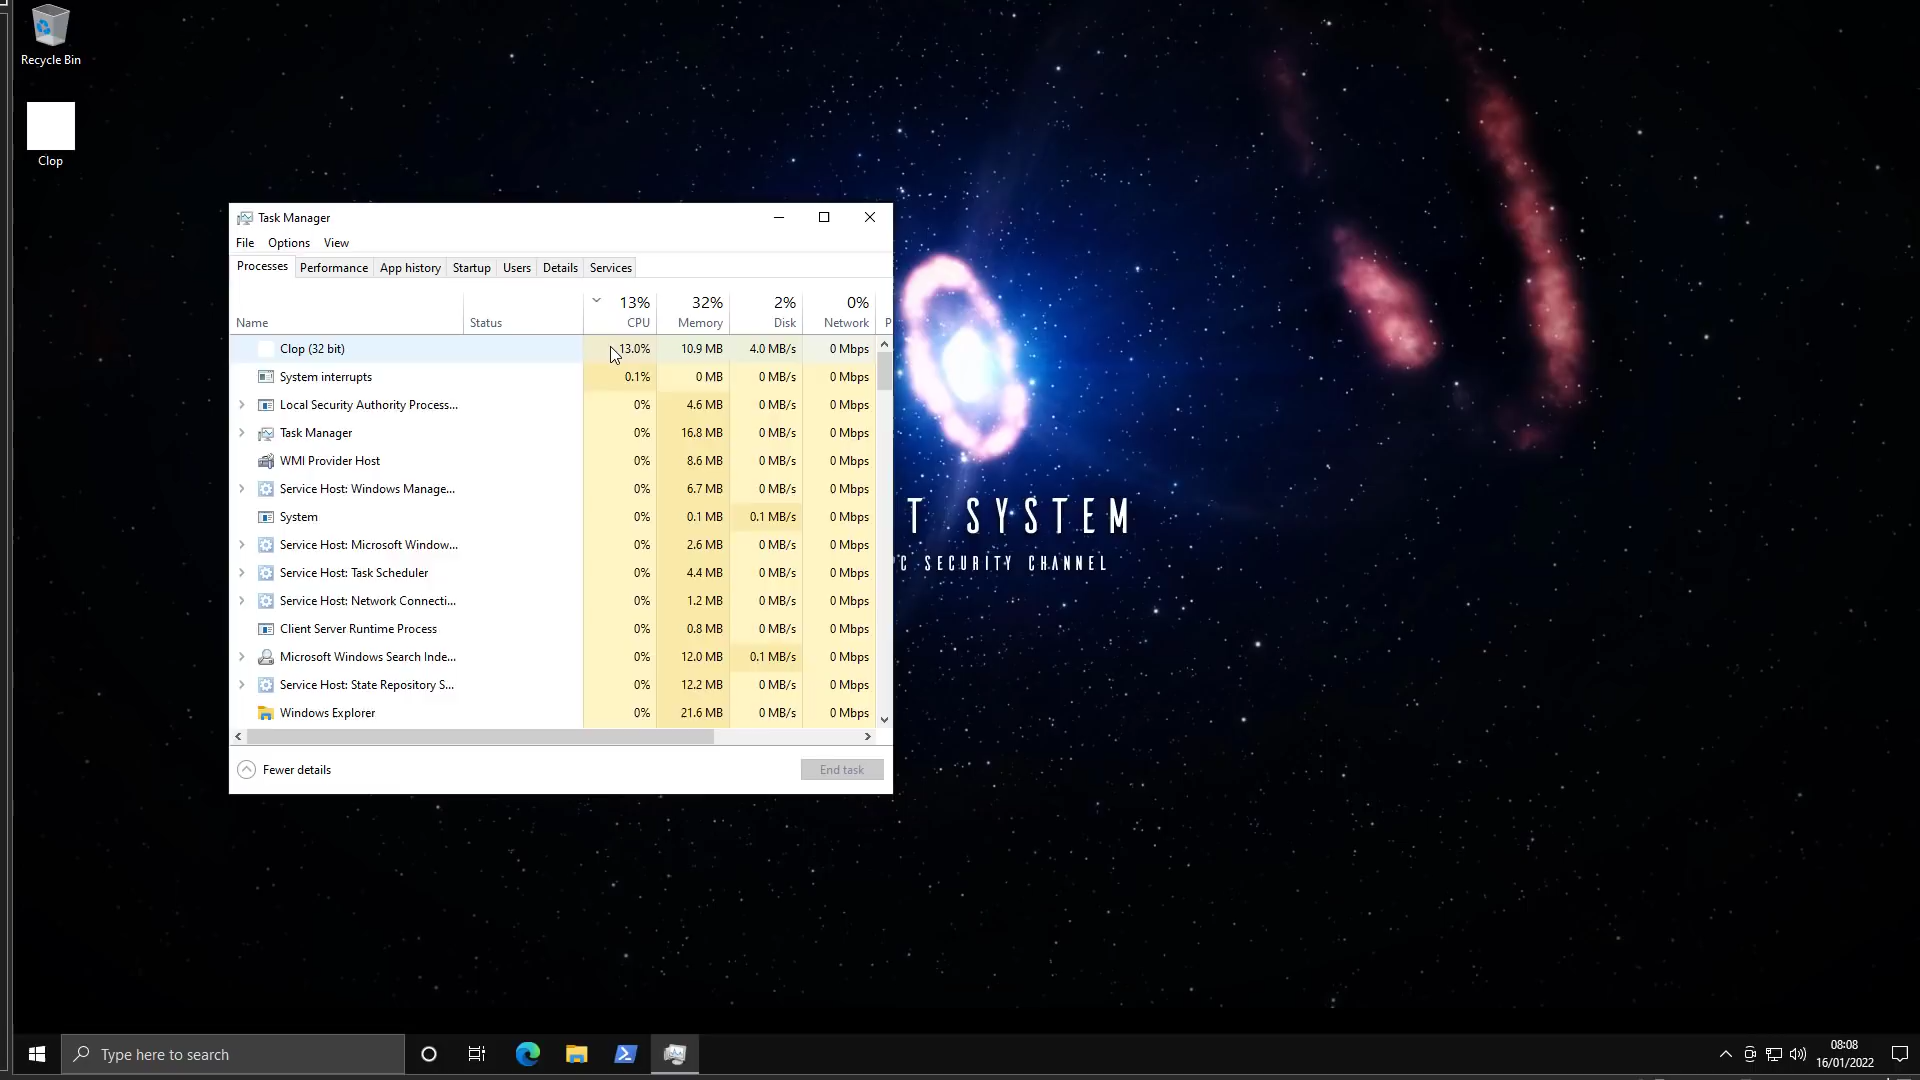 Recycle Bin
Clop
Task Manager
File Options View
Processes Performance App history Startup Users Details Services
13% 32% 2% 0%
Name Status CPU Memory Disk Network P
Clop (32 bit) 13.0% 10.9 MB 4.0 MB/s 0 Mbps
System interrupts 0.1% 0 MB 0 MB/s 0 Mbps
Local Security Authority Process... 0% 4.6 MB 0 MB/s 0 Mbps
Task Manager 0% 16.8 MB 0 MB/s 0 Mbps
WMI Provider Host 0% 8.6 MB 0 MB/s 0 Mbps
Service Host: Windows Manage... 0% 6.7 MB 0 MB/s 0 Mbps
System 0% 0.1 MB 0.1 MB/s 0 Mbps
Service Host: Microsoft Window... 0% 2.6 MB 0 MB/s 0 Mbps
Service Host: Task Scheduler 0% 4.4 MB 0 MB/s 0 Mbps
Service Host: Network Connecti... 0% 1.2 MB 0 MB/s 0 Mbps
Client Server Runtime Process 0% 0.8 MB 0 MB/s 0 Mbps
Microsoft Windows Search Inde... 0% 12.0 MB 0.1 MB/s 0 Mbps
Service Host: State Repository S... 0% 12.2 MB 0 MB/s 0 Mbps
Windows Explorer 0% 21.6 MB 0 MB/s 0 Mbps
Fewer details End task
T SYSTEM
PC SECURITY CHANNEL
Type here to search
08:08
16/01/2022